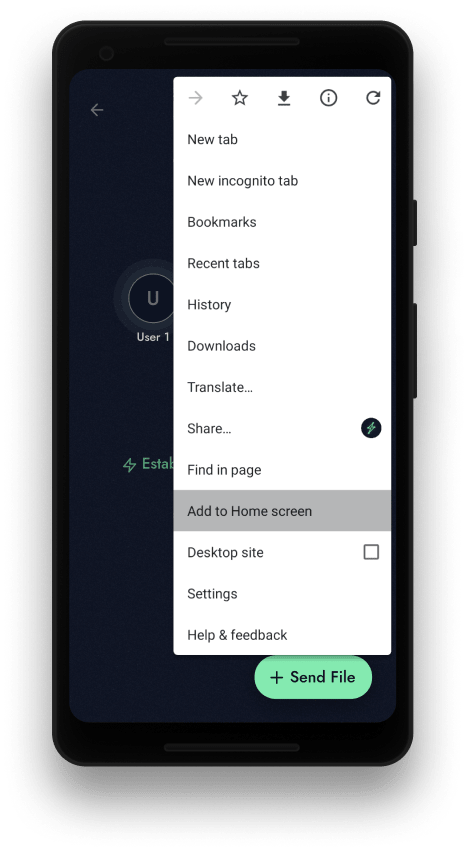 New tab
New incognito tab
Bookmarks
Recent tabs
U
History
User 1
Downloads
Translate...
Share...
Estab
Find in page
Add to Home screen
Desktop site
Settings
Help & feedback
+ Send File